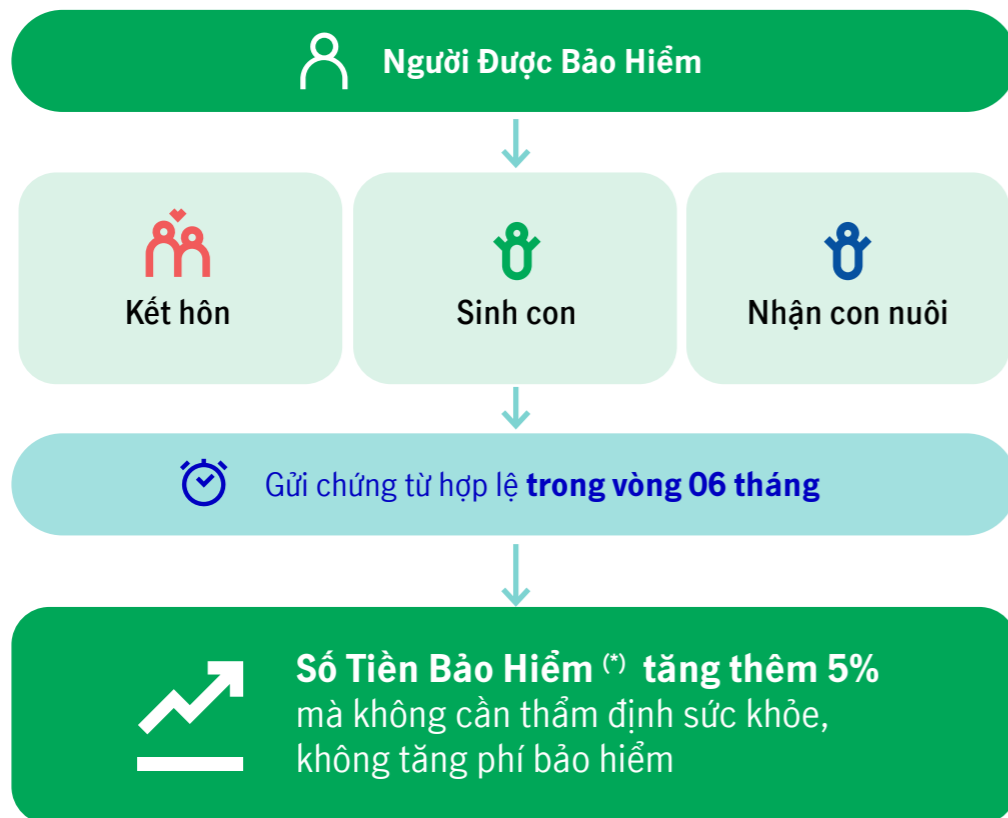 Người Được Bảo Hiểm
Kết hôn
Sinh con
Nhận con nuôi
Gửi chứng từ hợp lệ trong vòng 06 tháng
Số Tiền Bảo Hiểm (*) tăng thêm 5%
mà không cần thẩm định sức khỏe,
không tăng phí bảo hiểm